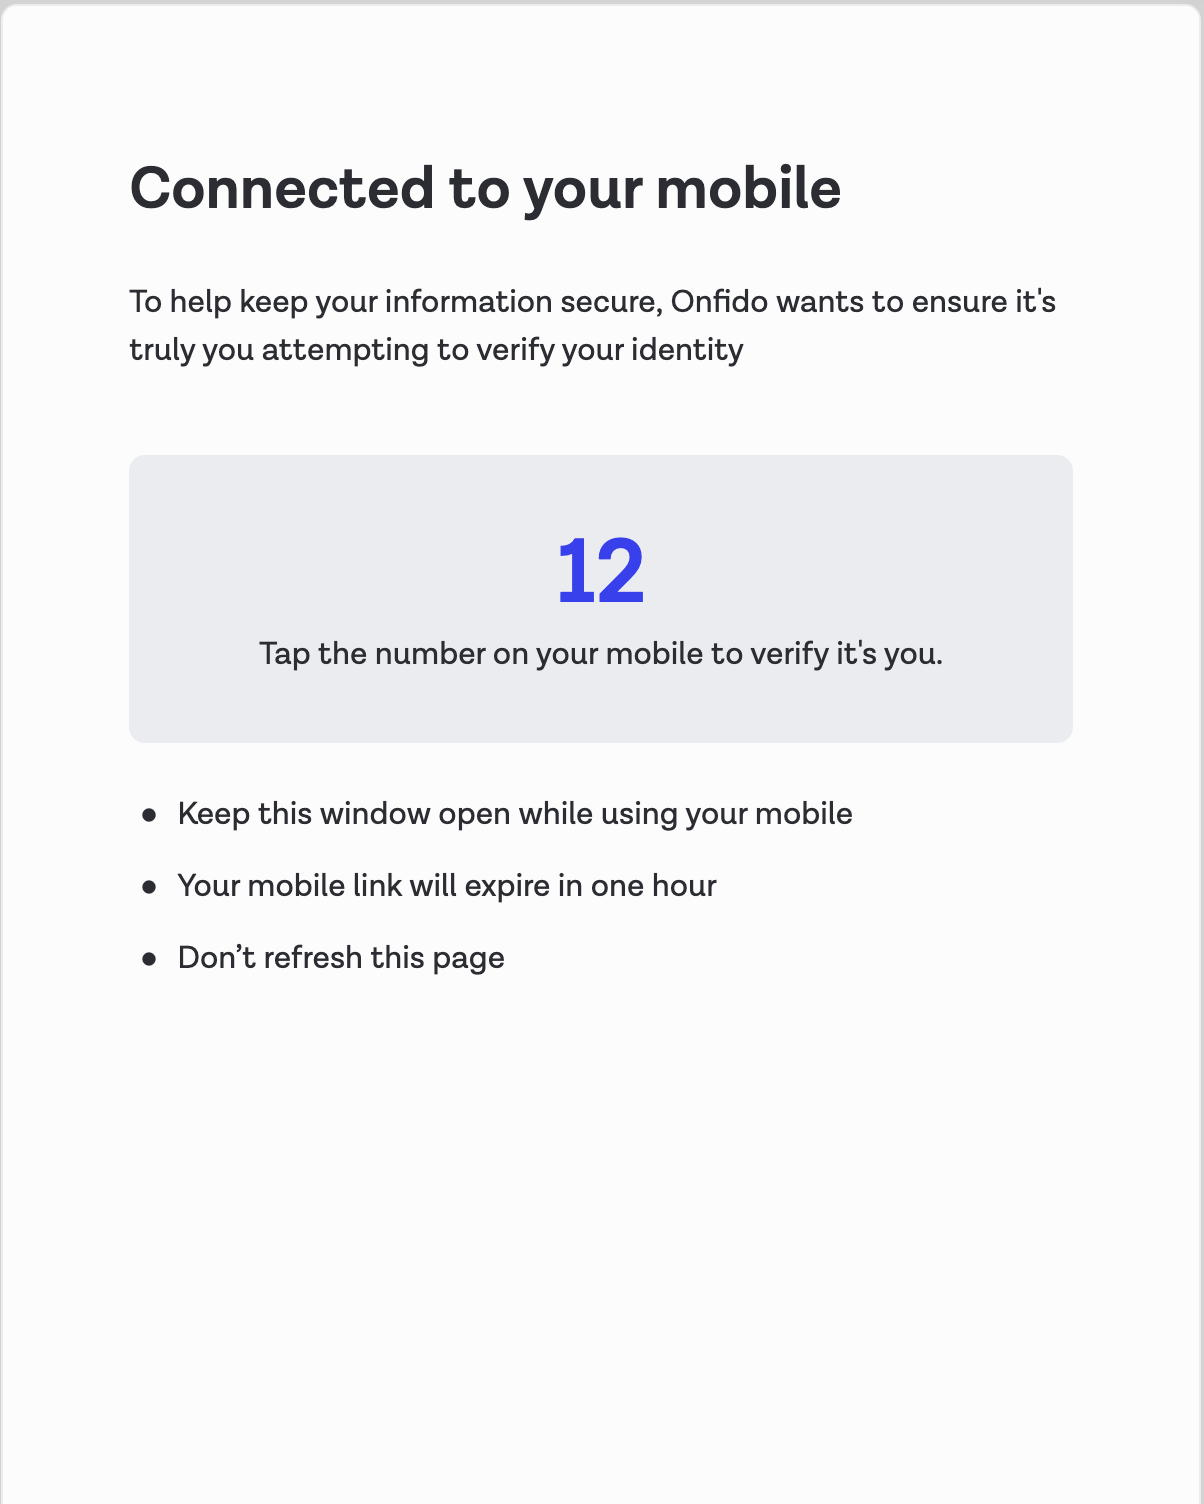 Connected to your mobile
To help keep your information secure, Onfido wants to ensure it's
truly you attempting to verify your identity
12
Tap the number on your mobile to verify it's you.
● Keep this window open while using your mobile
● Your mobile link will expire in one hour
● Don’t refresh this page